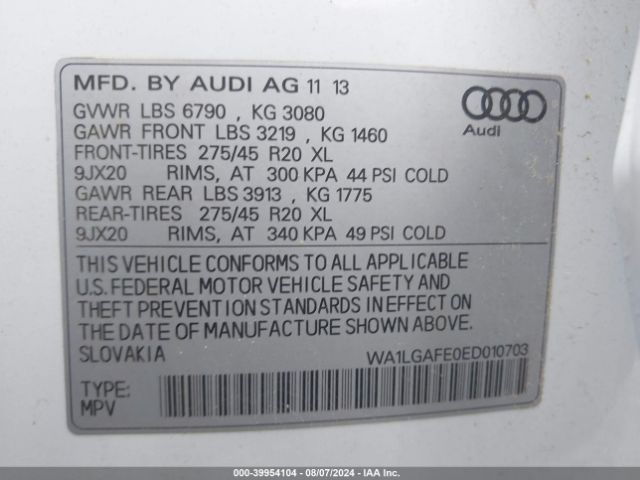 MFD. BY AUDI AG 11 13
GVWR LBS 6790 , KG 3080
GAWR FRONT LBS 3219 , KG 1460
FRONT-TIRES 275/45 R20 XL
9JX20 RIMS, AT 300 KPA 44 PSI COLD
GAWR REAR LBS 3913 , KG 1775
REAR-TIRES 275/45 R20 XL
9JX20 RIMS, AT 340 KPA 49 PSI COLD
Audi
THIS VEHICLE CONFORMS TO ALL APPLICABLE
U.S. FEDERAL MOTOR VEHICLE SAFETY AND
THEFT PREVENTION STANDARDS IN EFFECT ON
THE DATE OF MANUFACTURE SHOWN ABOVE.
SLOVAKIA WA1LGAFE0ED010703
TYPE:
MPV
000-39954104 - 08/07/2024 - IAA Inc.